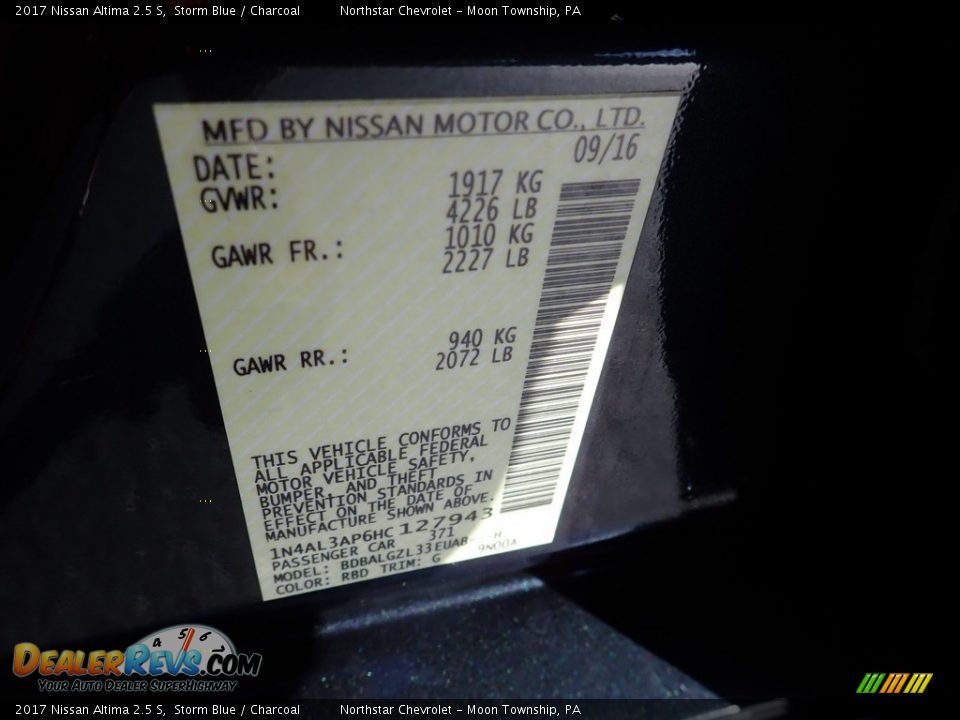 2017 Nissan Altima 2.5 S, Storm Blue / Charcoal Northstar Chevrolet - Moon Township, PA
MFD BY NISSAN MOTOR CO., LTD.
DATE: 09/16
GVWR: 1917 KG
4226 LB
GAWR FR.: 1010 KG
2227 LB
GAWR RR.: 940 KG
2072 LB
THIS VEHICLE CONFORMS TO
ALL APPLICABLE FEDERAL
MOTOR VEHICLE SAFETY,
BUMPER, AND THEFT
PREVENTION STANDARDS IN
EFFECT ON THE DATE OF
MANUFACTURE SHOWN ABOVE.
1N4AL3AP6HC127943
PASSENGER CAR 371
MODEL: BDBALGZL33EUAB
COLOR: RBD TRIM: G
4 5 6
DEALERREVS.COM
YOUR AUTO DEALER SUPERHIGHWAY
2017 Nissan Altima 2.5 S, Storm Blue / Charcoal Northstar Chevrolet - Moon Township, PA